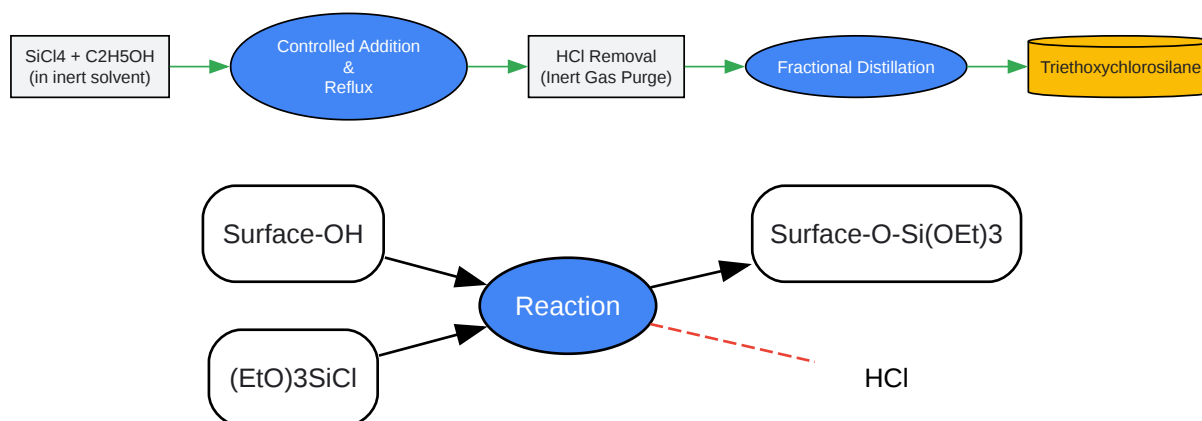 SiCl4 + C2H5OH
(in inert solvent)
Controlled Addition
&
Reflux
HCl Removal
(Inert Gas Purge)
Fractional Distillation
Triethoxychlorosilane
Surface-OH
Surface-O-Si(OEt)3
Reaction
(EtO)3SiCl
HCl